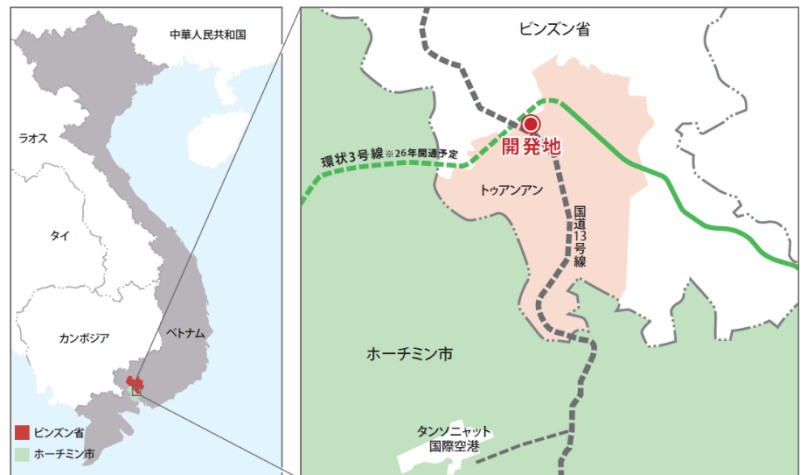 中華人民共和国
ラオス
タイ
カンボジア
ベトナム
ビンズン省
ホーチミン市
ビンズン省
環状3号線※26年開通予定
開発地
トゥアンアン
国道13号線
ホーチミン市
タンソニャット
国際空港